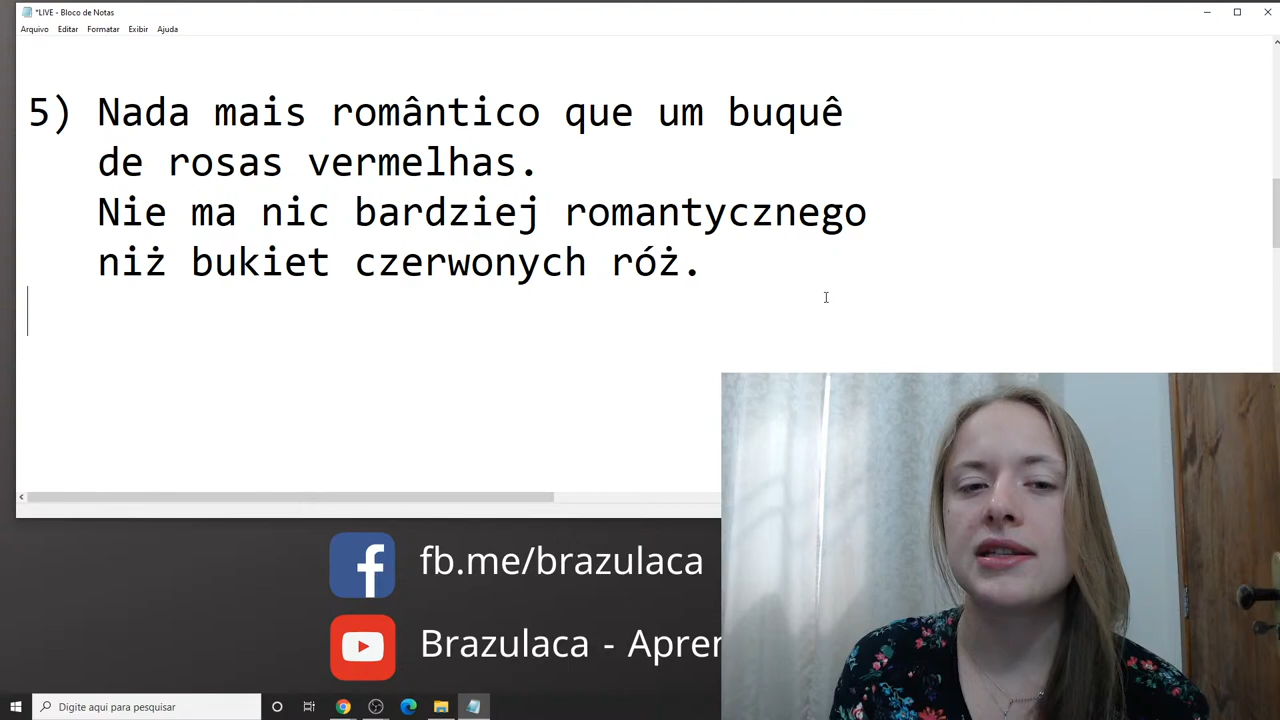 *LIVE - Bloco de Notas
Arquivo Editar Formatar Exibir Ajuda
5) Nada mais romântico que um buquê
de rosas vermelhas.
Nie ma nic bardziej romantycznego
niż bukiet czerwonych róż.
fb.me/brazulaca
Brazulaca - Apren
Digite aqui para pesquisar